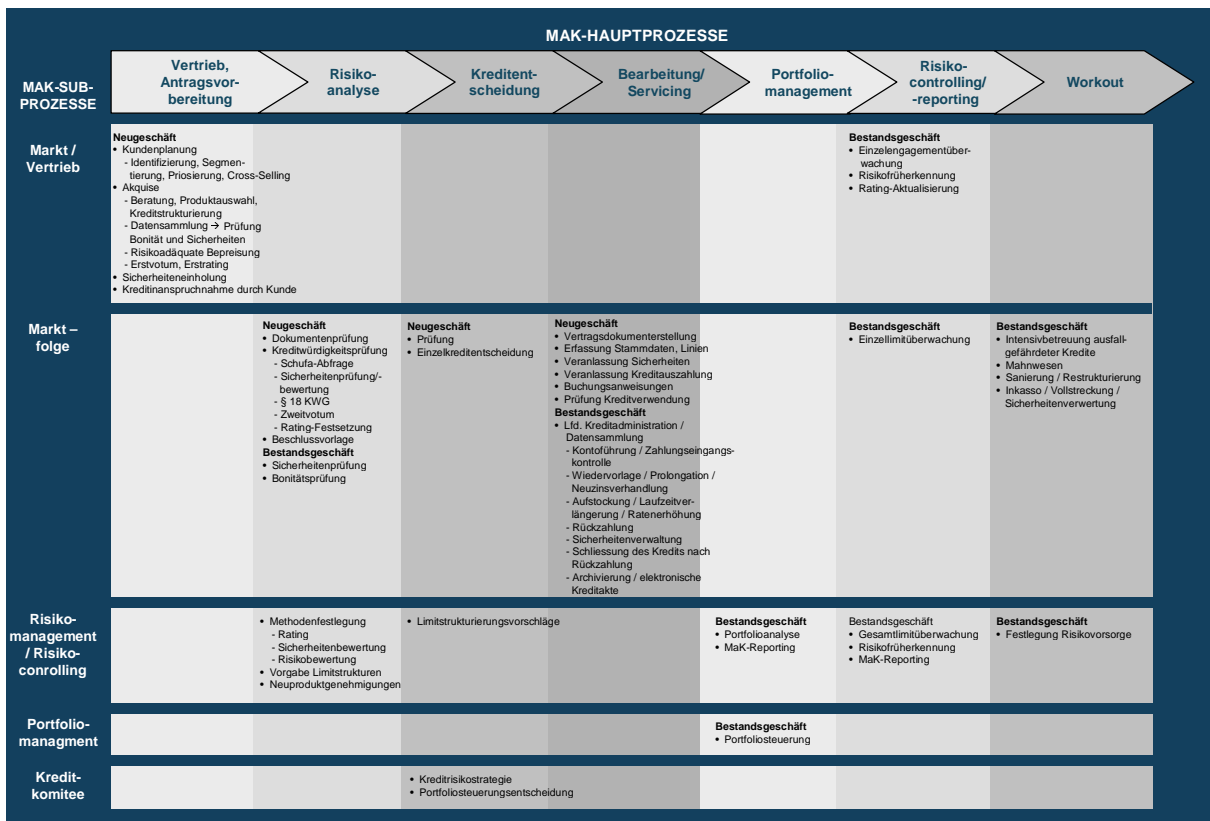 MAK-HAUPTPROZESSE
MAK-SUB-
PROZESSE
Vertrieb,
Antragsvor-
bereitung
Risiko-
analyse
Kreditent-
scheidung
Bearbeitung/
Servicing
Portfolio-
management
Risiko-
controlling/
-reporting
Workout
Markt /
Vertrieb
Neugeschäft
• Kundenplanung
- Identifizierung, Segmen-
tierung, Priosierung, Cross-Selling
• Akquise
- Beratung, Produktauswahl,
Kreditstrukturierung
- Datensammlung → Prüfung
Bonität und Sicherheiten
- Risikoadäquate Bepreisung
- Erstvotum, Erstrating
• Sicherheiteneinholung
• Kreditinanspruchnahme durch Kunde
Bestandsgeschäft
• Einzelengagementüber-
wachung
• Risikofrüherkennung
• Rating-Aktualisierung
Markt –
folge
Neugeschäft
• Dokumentenprüfung
• Kreditwürdigkeitsprüfung
- Schufa-Abfrage
- Sicherheitenprüfung/-
bewertung
- § 18 KWG
- Zweitvotum
- Rating-Festsetzung
• Beschlussvorlage
Bestandsgeschäft
• Sicherheitenprüfung
• Bonitätsprüfung
Neugeschäft
• Prüfung
• Einzelkreditentscheidung
Neugeschäft
• Vertragsdokumenterstellung
• Erfassung Stammdaten, Linien
• Veranlassung Sicherheiten
• Veranlassung Kreditauszahlung
• Buchungsanweisungen
• Prüfung Kreditverwendung
Bestandsgeschäft
• Lfd. Kreditadministration /
Datensammlung
- Kontoführung / Zahlungseingangs-
kontrolle
- Wiedervorlage / Prolongation /
Neuzinsverhandlung
- Aufstockung / Laufzeitver-
längerung / Ratenerhöhung
- Rückzahlung
- Sicherheitenverwaltung
- Schliessung des Kredits nach
Rückzahlung
- Archivierung / elektronische
Kreditakte
Bestandsgeschäft
• Einzellimitüberwachung
Bestandsgeschäft
• Intensivbetreuung ausfall-
gefährdeter Kredite
• Mahnwesen
• Sanierung / Restrukturierung
• Inkasso / Vollstreckung /
Sicherheitenverwertung
Risiko-
management
/ Risiko-
conrolling
• Methodenfestlegung
- Rating
- Sicherheitenbewertung
- Risikobewertung
• Vorgabe Limitstrukturen
• Neuproduktgenehmigungen
• Limitstrukturierungsvorschläge
Bestandsgeschäft
• Portfolioanalyse
• MaK-Reporting
Bestandsgeschäft
• Gesamtlimitüberwachung
• Risikofrüherkennung
• MaK-Reporting
Bestandsgeschäft
• Festlegung Risikovorsorge
Portfolio-
managment
Bestandsgeschäft
• Portfoliosteuerung
Kredit-
komitee
• Kreditrisikostrategie
• Portfoliosteuerungsentscheidung